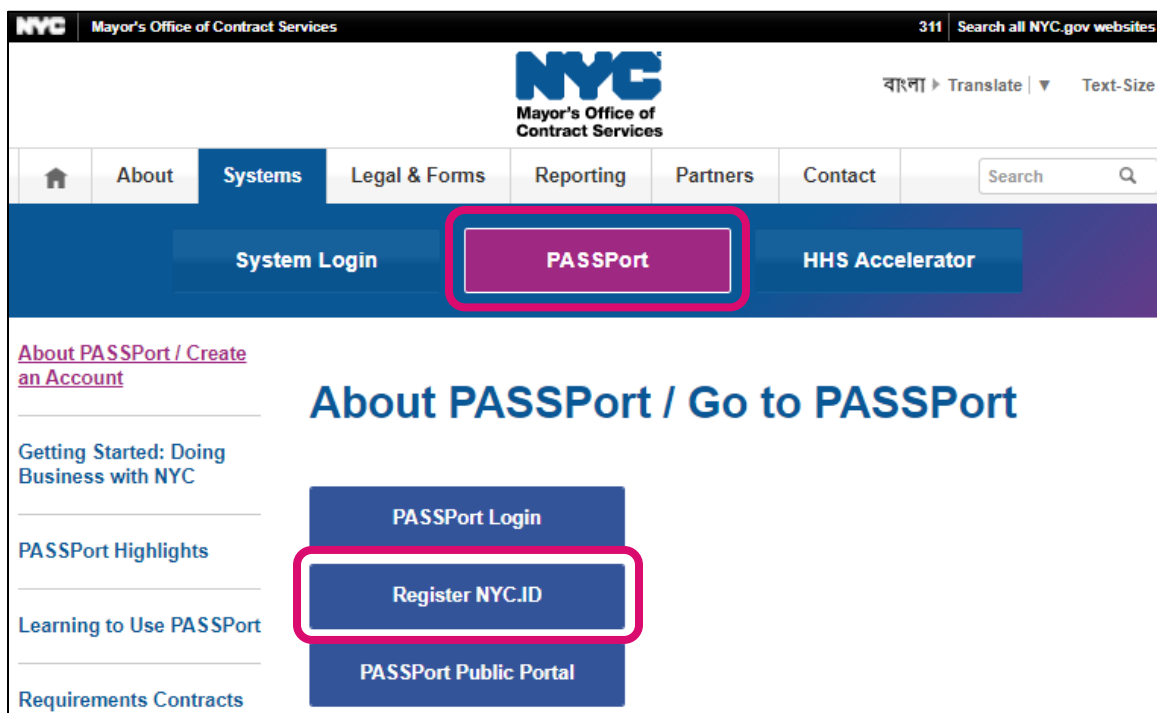 NYC Mayor's Office of Contract Services 311 Search all NYC.gov websites
NYC
Mayor's Office of
Contract Services
বাংলা Translate Text-Size
About Systems Legal & Forms Reporting Partners Contact Search
System Login PASSPort HHS Accelerator
About PASSPort / Create
an Account
Getting Started: Doing
Business with NYC
PASSPort Highlights
Learning to Use PASSPort
Requirements Contracts
About PASSPort / Go to PASSPort
PASSPort Login
Register NYC.ID
PASSPort Public Portal